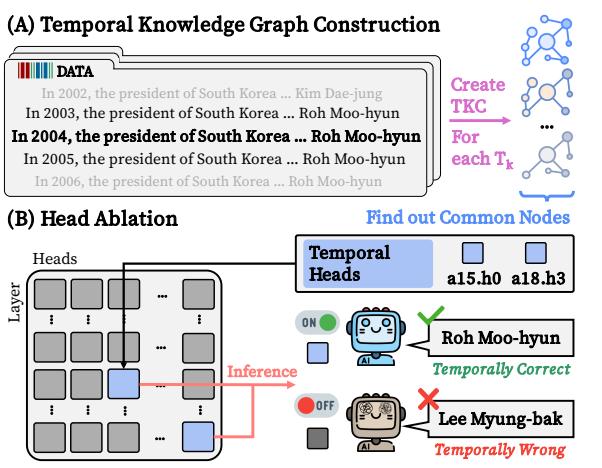 (A) Temporal Knowledge Graph Construction
DATA
In 2002, the president of South Korea ... Kim Dae-jung
In 2003, the president of South Korea ... Roh Moo-hyun
In 2004, the president of South Korea ... Roh Moo-hyun
In 2005, the president of South Korea ... Roh Moo-hyun
In 2006, the president of South Korea ... Roh Moo-hyun
Create
TKC
For
each Tk
...
(B) Head Ablation
Find out Common Nodes
Heads
Layer
Temporal
Heads
a15.h0
a18.h3
ON
AI
Roh Moo-hyun
Temporally Correct
Inference
OFF
AI
Lee Myung-bak
Temporally Wrong